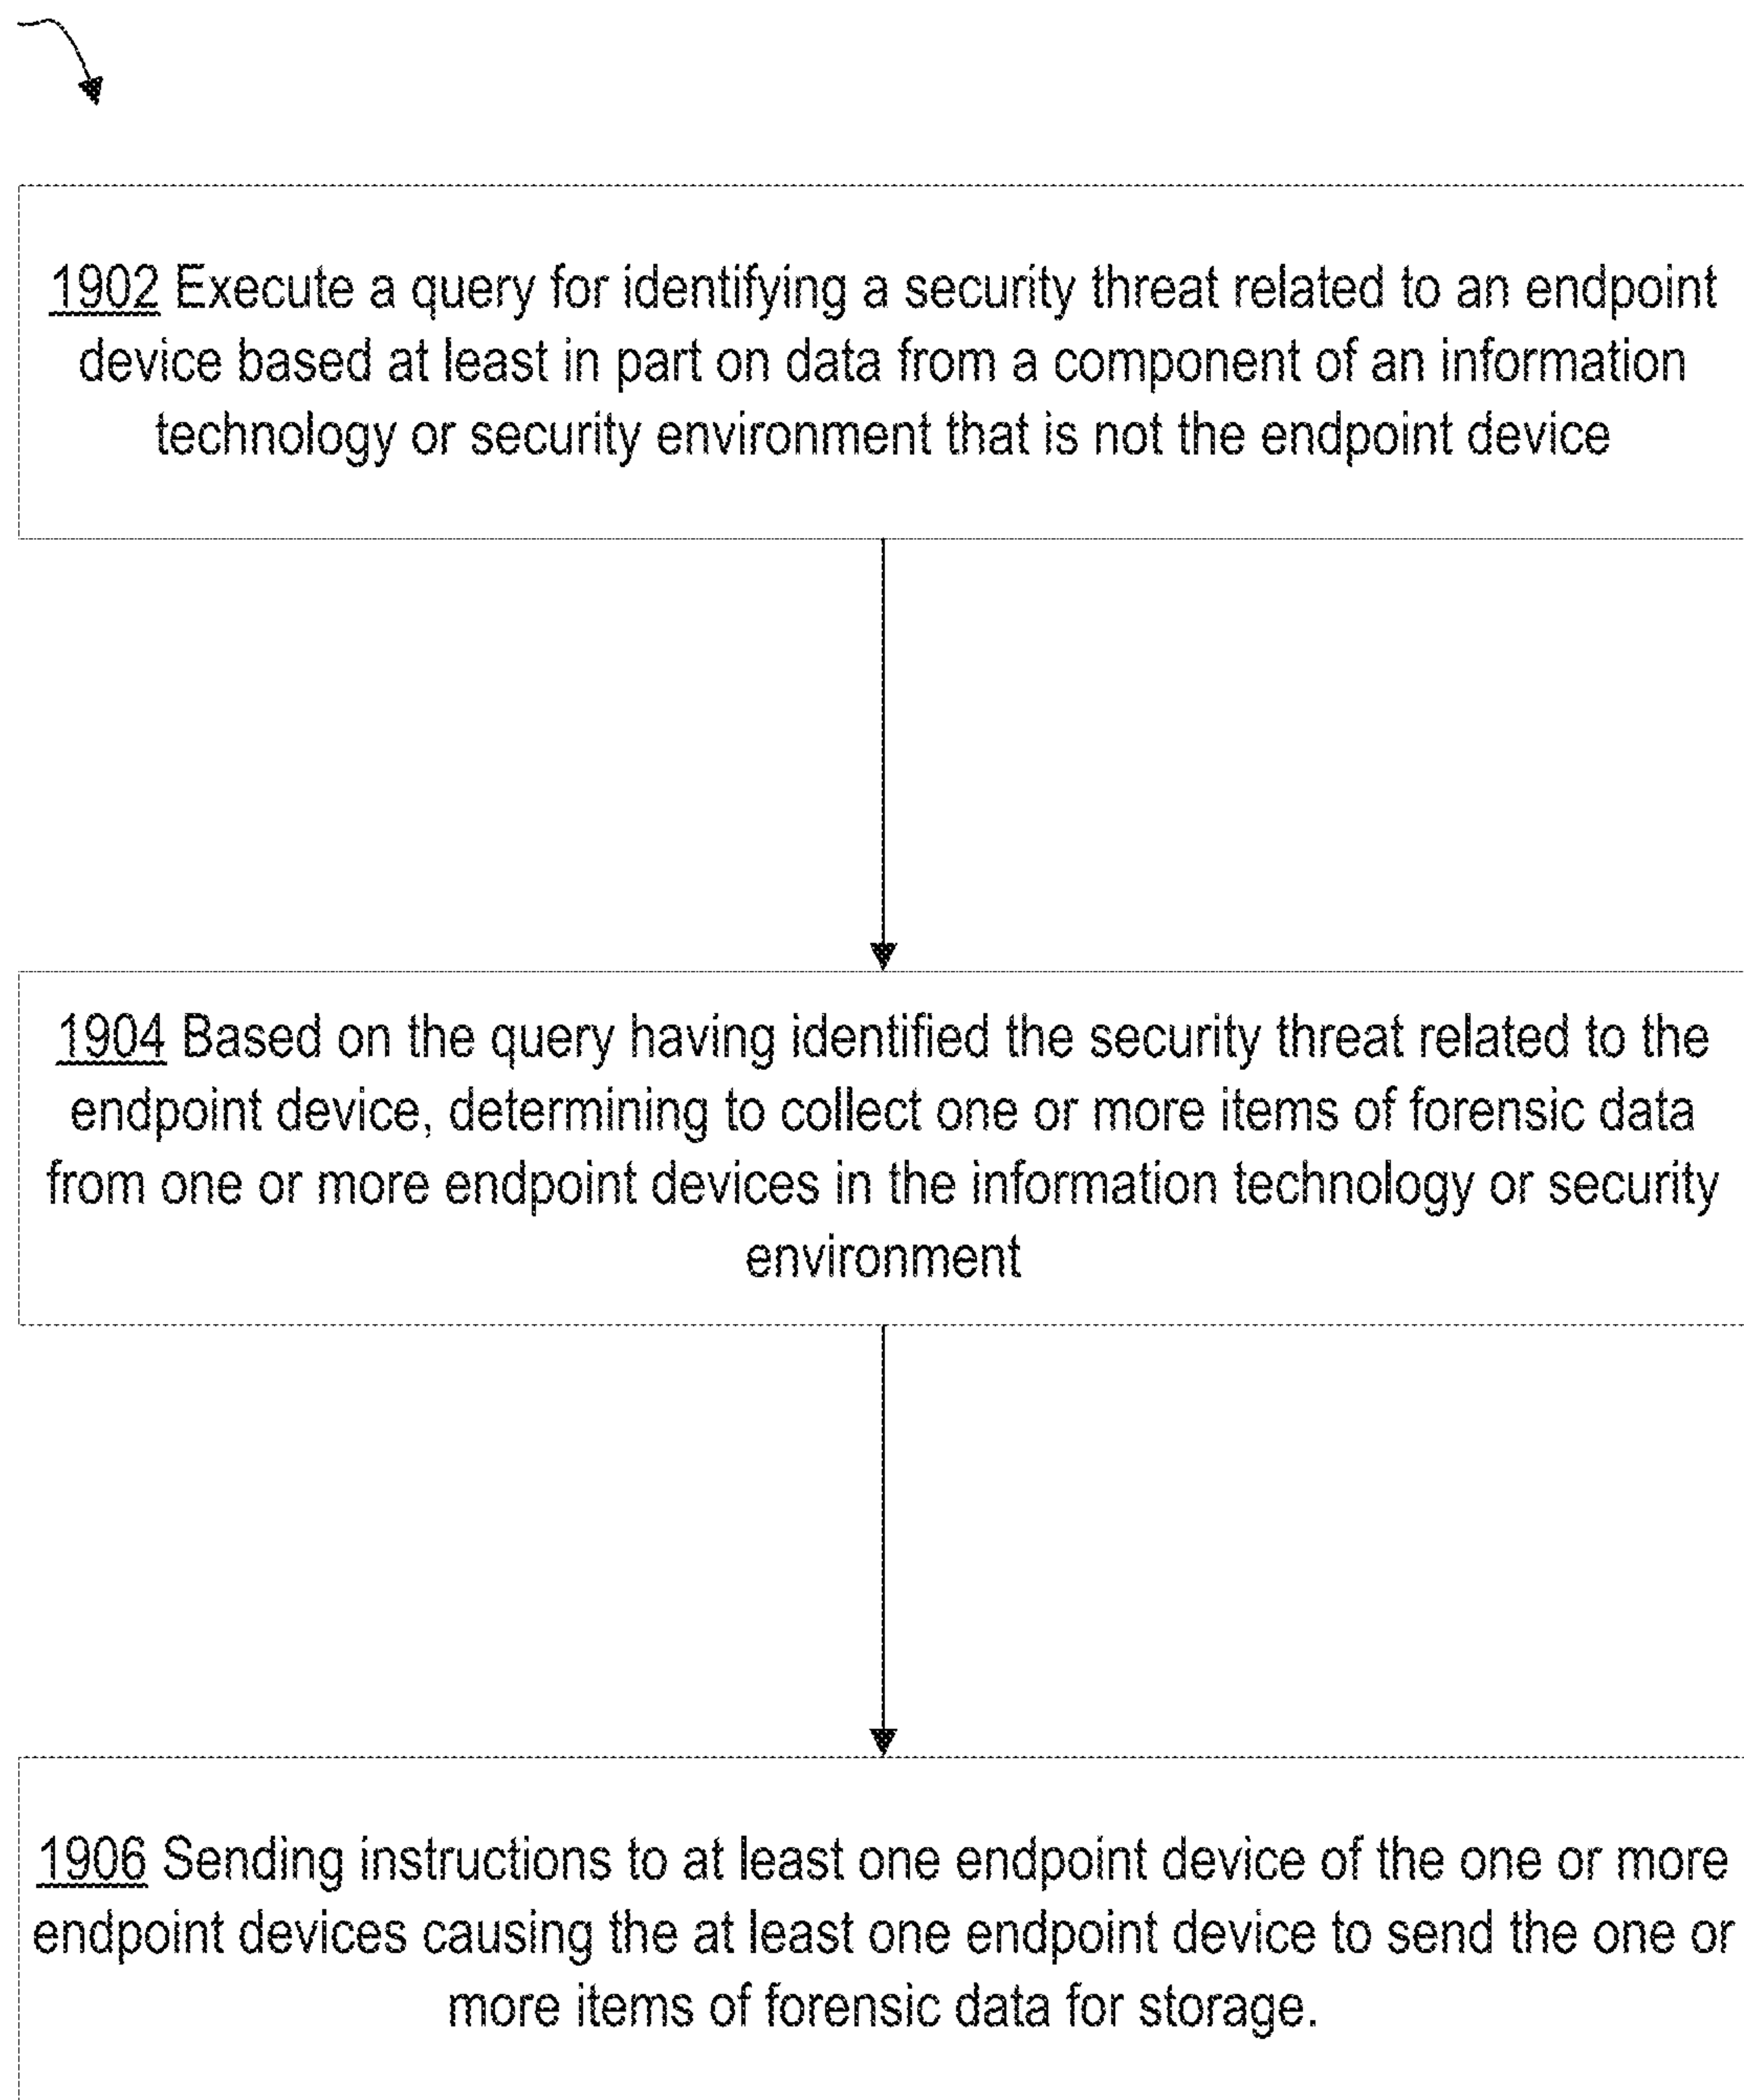 1902 Execute a query for identifying a security threat related to an endpoint
device based at least in part on data from a component of an information
technology or security environment that is not the endpoint device
1904 Based on the query having identified the security threat related to the
endpoint device, determining to collect one or more items of forensic data
from one or more endpoint devices in the information technology or security
environment
1906 Sending instructions to at least one endpoint device of the one or more
endpoint devices causing the at least one endpoint device to send the one or
more items of forensic data for storage.